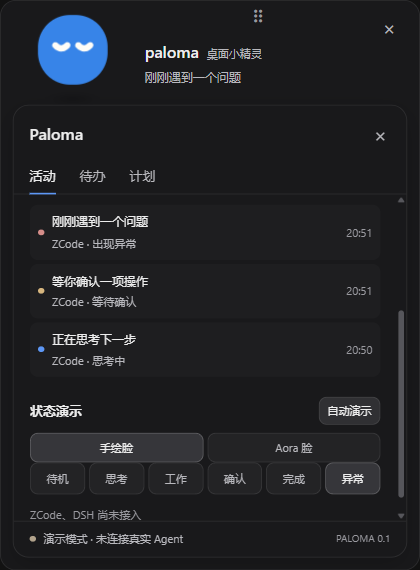 paloma 桌面小精灵
刚刚遇到一个问题
Paloma
活动 待办 计划
刚刚遇到一个问题
ZCode · 出现异常
20:51
等你确认一项操作
ZCode · 等待确认
20:51
正在思考下一步
ZCode · 思考中
20:50
状态演示 自动演示
手绘脸 Aora 脸
待机 思考 工作 确认 完成 异常
ZCode、DSH 尚未接入
演示模式 · 未连接真实 Agent PALOMA 0.1